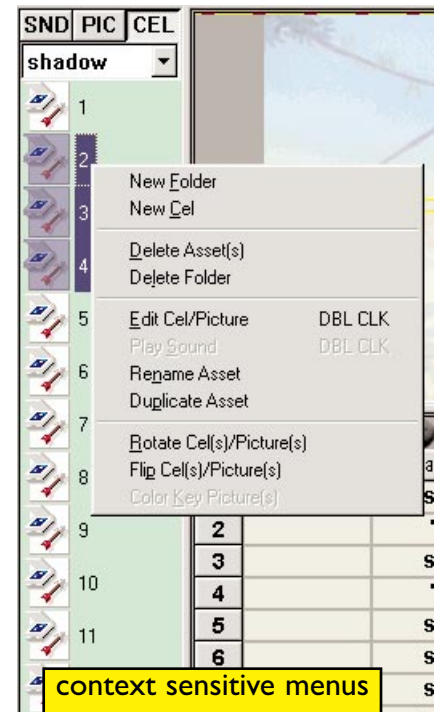 SND PIC CEL
shadow
1
2
3
4
5
6
7
8
9
10
11
New Folder
New Cel
Delete Asset(s)
Delete Folder
Edit Cel/Picture DBL CLK
Play Sound DBL CLK
Rename Asset
Duplicate Asset
Rotate Cel(s)/Picture(s)
Flip Cel(s)/Picture(s)
Color Key Picture(s)
2
3
4
5
6
context sensitive menus